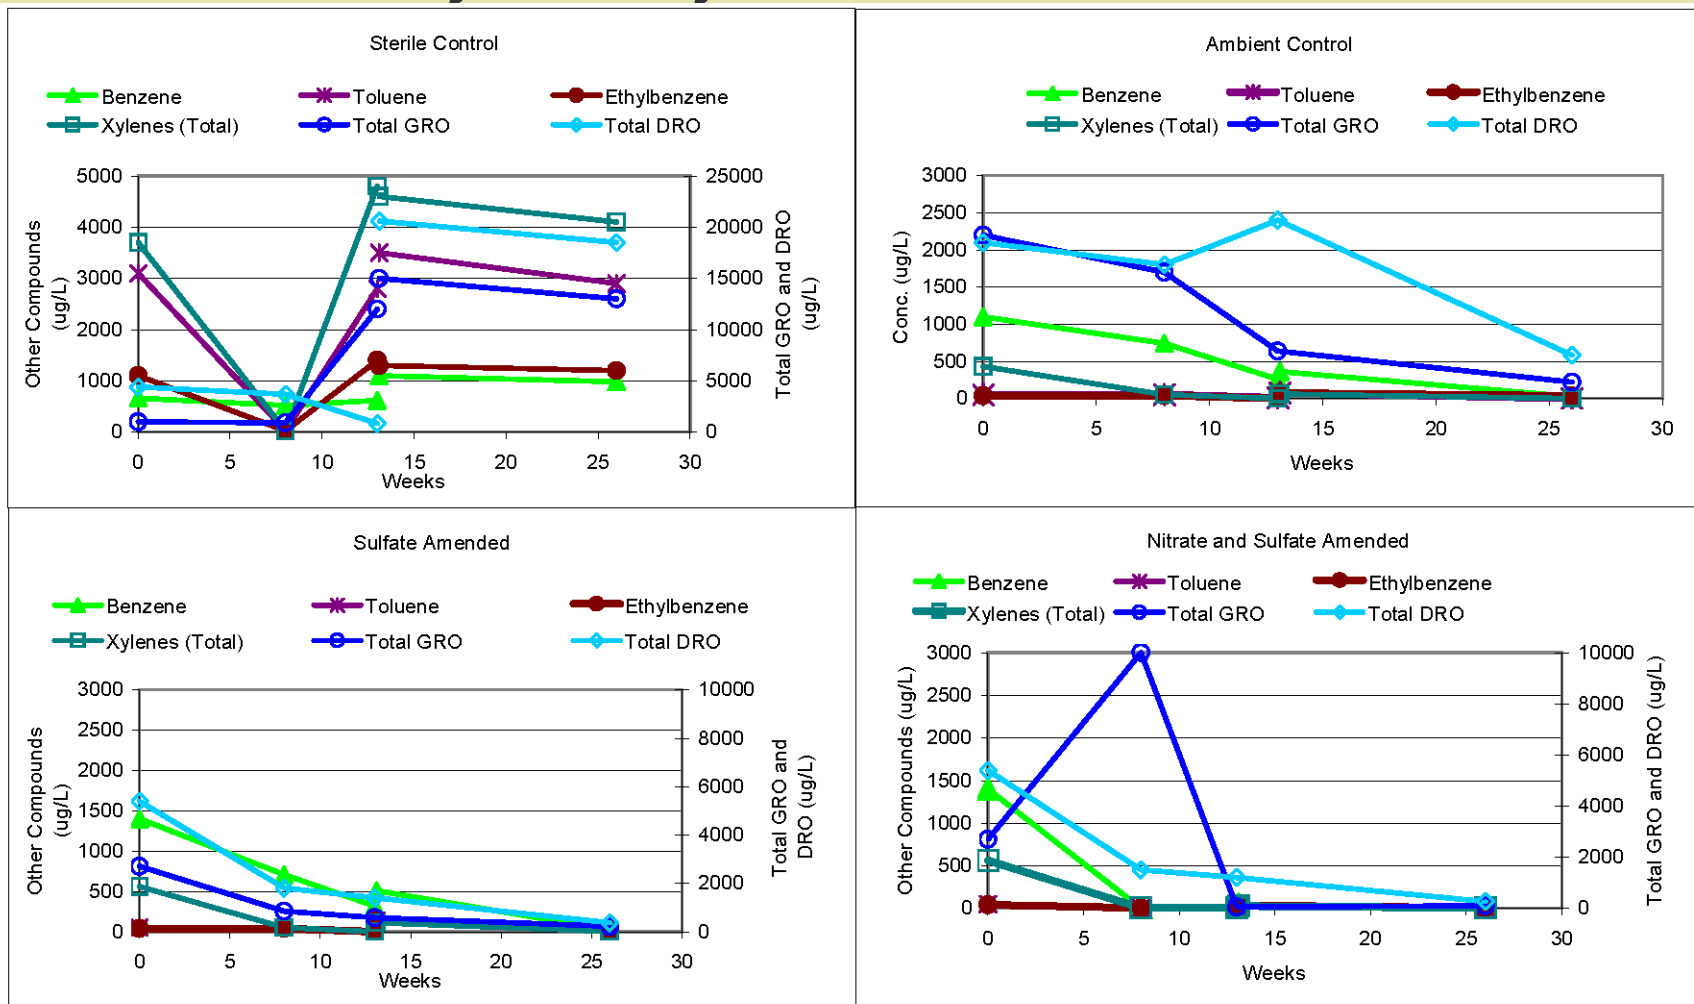 Sterile Control
Benzene Toluene Ethylbenzene
Xylenes (Total) Total GRO Total DRO
5000 25000
4000 20000
3000 15000
2000 10000
1000 5000
0 0
Other Compounds
(ug/L)
Total GRO and DRO
(ug/L)
0 5 10 15 20 25 30
Weeks
Ambient Control
Benzene Toluene Ethylbenzene
Xylenes (Total) Total GRO Total DRO
3000
2500
2000
1500
1000
500
0
Conc. (ug/L)
0 5 10 15 20 25 30
Weeks
Sulfate Amended
Benzene Toluene Ethylbenzene
Xylenes (Total) Total GRO Total DRO
3000 10000
2500 8000
2000 6000
1500 4000
1000 2000
500 0
0
Other Compounds
(ug/L)
Total GRO and
DRO (ug/L)
0 5 10 15 20 25 30
Weeks
Nitrate and Sulfate Amended
Benzene Toluene Ethylbenzene
Xylenes (Total) Total GRO Total DRO
3000 10000
2500 8000
2000 6000
1500 4000
1000 2000
500 0
0
Other Compounds (ug/L)
Total GRO and DRO (ug/L)
0 5 10 15 20 25 30
Weeks